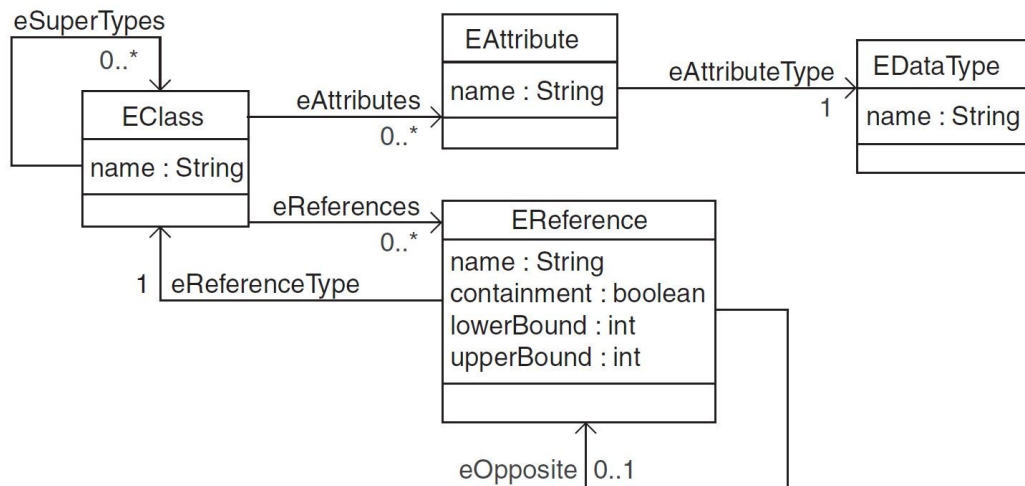 eSuperTypes
0..*
EClass
name : String
eAttributes
0..*
EAttribute
name : String
eAttributeType
1
EDataType
name : String
eReferences
0..*
1
eReferenceType
EReference
name : String
containment : boolean
lowerBound : int
upperBound : int
eOpposite
0..1